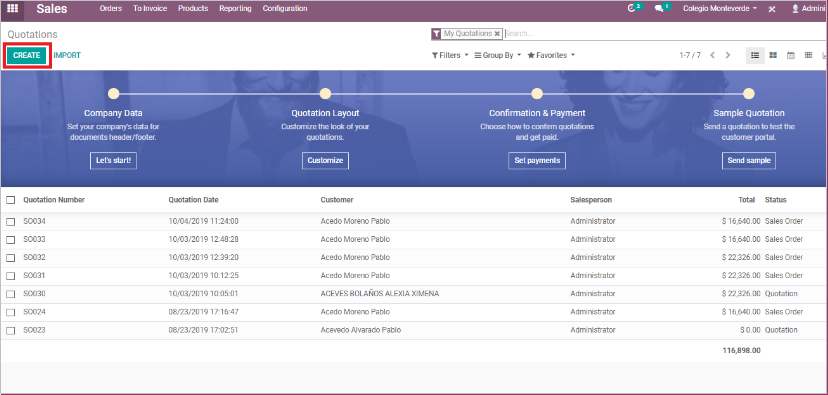 Sales Orders To Invoice Products Reporting Configuration 2 1 Colegio Monteverde Admini
Quotations My Quotations × Search...
CREATE IMPORT Filters Group By Favorites 1-7 / 7
Company Data Quotation Layout Confirmation & Payment Sample Quotation
Set your company's data for Customize the look of your Choose how to confirm quotations Send a quotation to test the
documents header/footer. quotations. and get paid. customer portal.
Let's start! Customize Set payments Send sample
Quotation Number Quotation Date Customer Salesperson Total Status
SO034 10/04/2019 11:24:00 Acedo Moreno Pablo Administrator $ 16,640.00 Sales Order
SO033 10/03/2019 12:48:28 Acedo Moreno Pablo Administrator $ 16,640.00 Sales Order
SO032 10/03/2019 12:39:20 Acedo Moreno Pablo Administrator $ 22,326.00 Sales Order
SO031 10/03/2019 10:12:25 Acedo Moreno Pablo Administrator $ 22,326.00 Sales Order
SO030 10/03/2019 10:05:01 ACEVES BOLAÑOS ALEXIA XIMENA Administrator $ 22,326.00 Quotation
SO024 08/23/2019 17:16:47 Acedo Moreno Pablo Administrator $ 16,640.00 Sales Order
SO023 08/23/2019 17:02:51 Acevedo Alvarado Pablo Administrator $ 0.00 Quotation
116,898.00